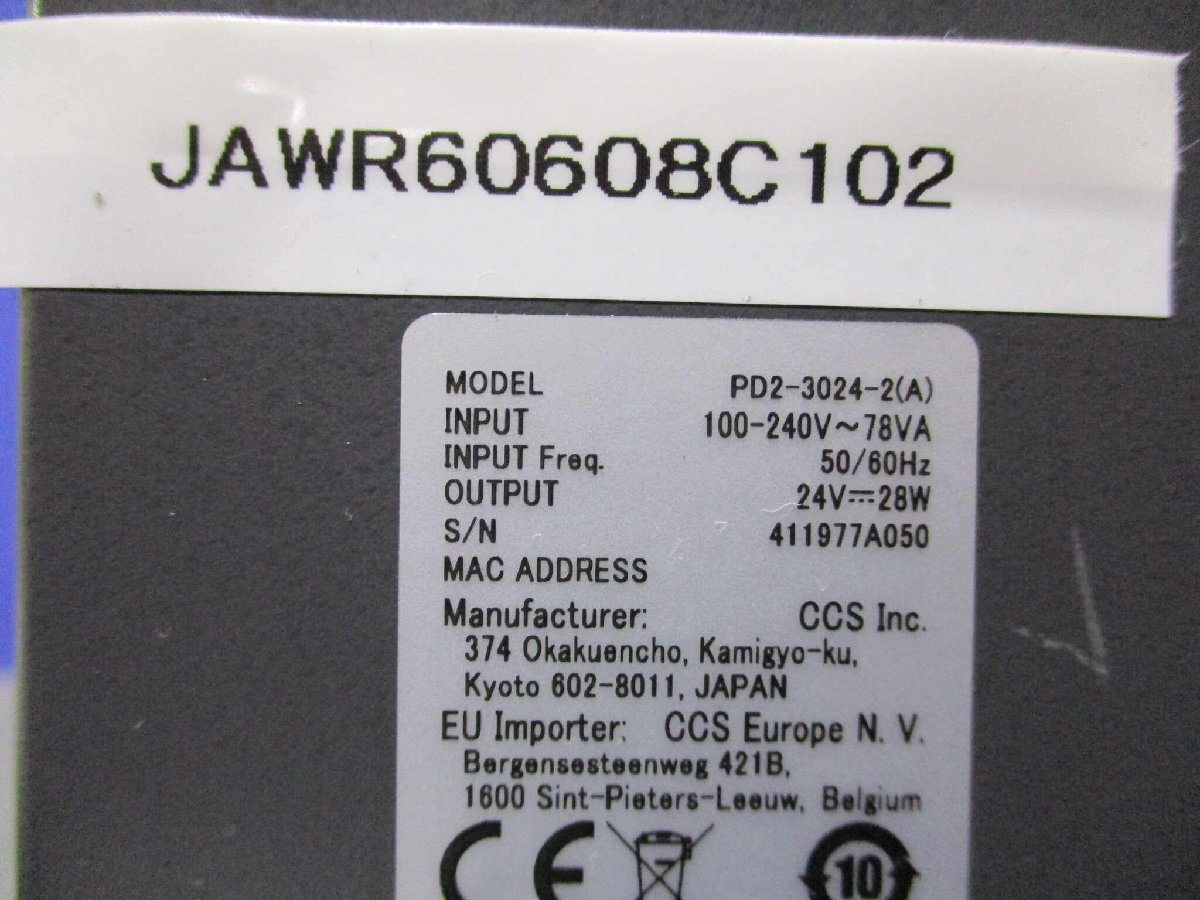 JAWR60608C102
MODEL PD2-3024-2(A)
INPUT 100-240V~78VA
INPUT Freq. 50/60Hz
OUTPUT 24V⎓28W
S/N 411977A050
MAC ADDRESS
Manufacturer: CCS Inc.
374 Okakuencho, Kamigyo-ku,
Kyoto 602-8011, JAPAN
EU Importer: CCS Europe N. V.
Bergensesteenweg 421B,
1600 Sint-Pieters-Leeuw, Belgium
CE 10